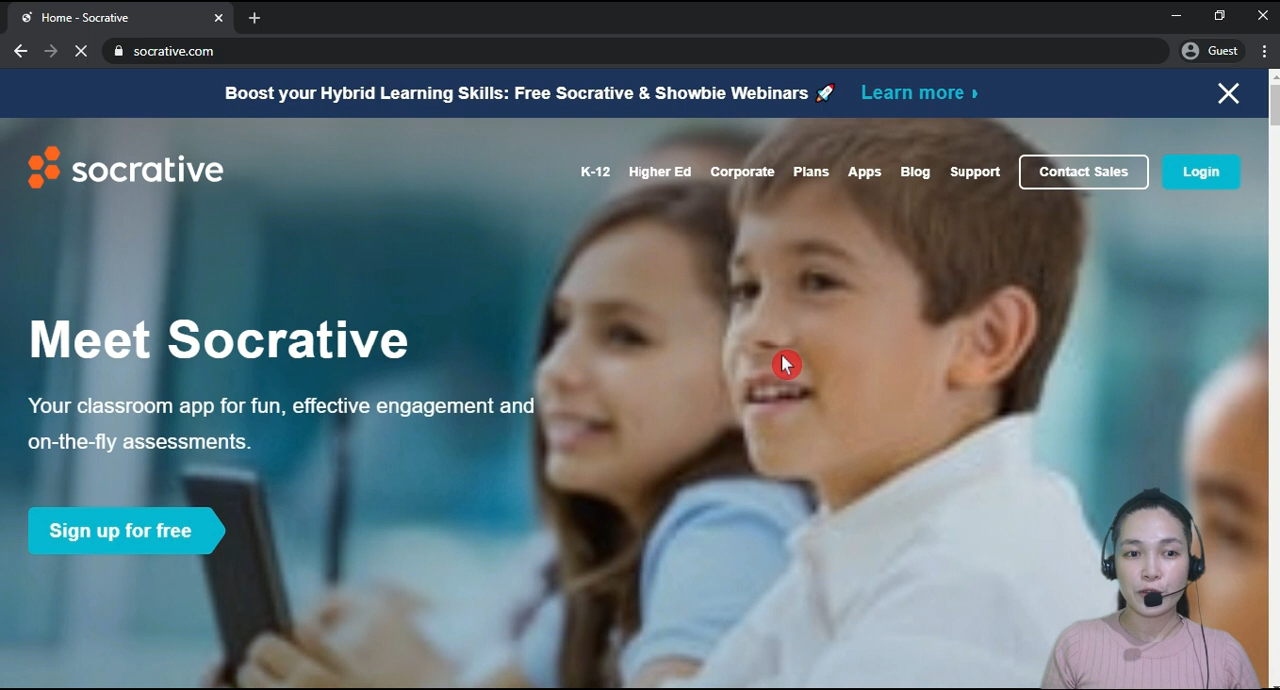 Home - Socrative
socrative.com
Guest
Boost your Hybrid Learning Skills: Free Socrative & Showbie Webinars 🚀 Learn more
socrative
K-12 Higher Ed Corporate Plans Apps Blog Support Contact Sales Login
Meet Socrative
Your classroom app for fun, effective engagement and
on-the-fly assessments.
Sign up for free